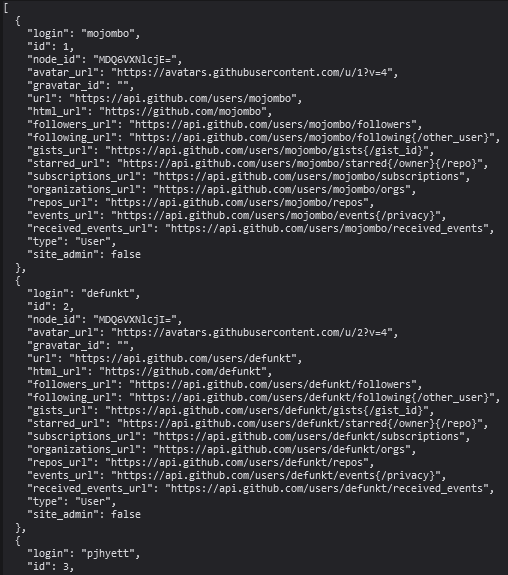 [
  {
    "login": "mojombo",
    "id": 1,
    "node_id": "MDQ6VXNlcjE=",
    "avatar_url": "https://avatars.githubusercontent.com/u/1?v=4",
    "gravatar_id": "",
    "url": "https://api.github.com/users/mojombo",
    "html_url": "https://github.com/mojombo",
    "followers_url": "https://api.github.com/users/mojombo/followers",
    "following_url": "https://api.github.com/users/mojombo/following{/other_user}",
    "gists_url": "https://api.github.com/users/mojombo/gists{/gist_id}",
    "starred_url": "https://api.github.com/users/mojombo/starred{/owner}{/repo}",
    "subscriptions_url": "https://api.github.com/users/mojombo/subscriptions",
    "organizations_url": "https://api.github.com/users/mojombo/orgs",
    "repos_url": "https://api.github.com/users/mojombo/repos",
    "events_url": "https://api.github.com/users/mojombo/events{/privacy}",
    "received_events_url": "https://api.github.com/users/mojombo/received_events",
    "type": "User",
    "site_admin": false
  },
  {
    "login": "defunkt",
    "id": 2,
    "node_id": "MDQ6VXNlcjI=",
    "avatar_url": "https://avatars.githubusercontent.com/u/2?v=4",
    "gravatar_id": "",
    "url": "https://api.github.com/users/defunkt",
    "html_url": "https://github.com/defunkt",
    "followers_url": "https://api.github.com/users/defunkt/followers",
    "following_url": "https://api.github.com/users/defunkt/following{/other_user}",
    "gists_url": "https://api.github.com/users/defunkt/gists{/gist_id}",
    "starred_url": "https://api.github.com/users/defunkt/starred{/owner}{/repo}",
    "subscriptions_url": "https://api.github.com/users/defunkt/subscriptions",
    "organizations_url": "https://api.github.com/users/defunkt/orgs",
    "repos_url": "https://api.github.com/users/defunkt/repos",
    "events_url": "https://api.github.com/users/defunkt/events{/privacy}",
    "received_events_url": "https://api.github.com/users/defunkt/received_events",
    "type": "User",
    "site_admin": false
  },
  {
    "login": "pjhyett",
    "id": 3,